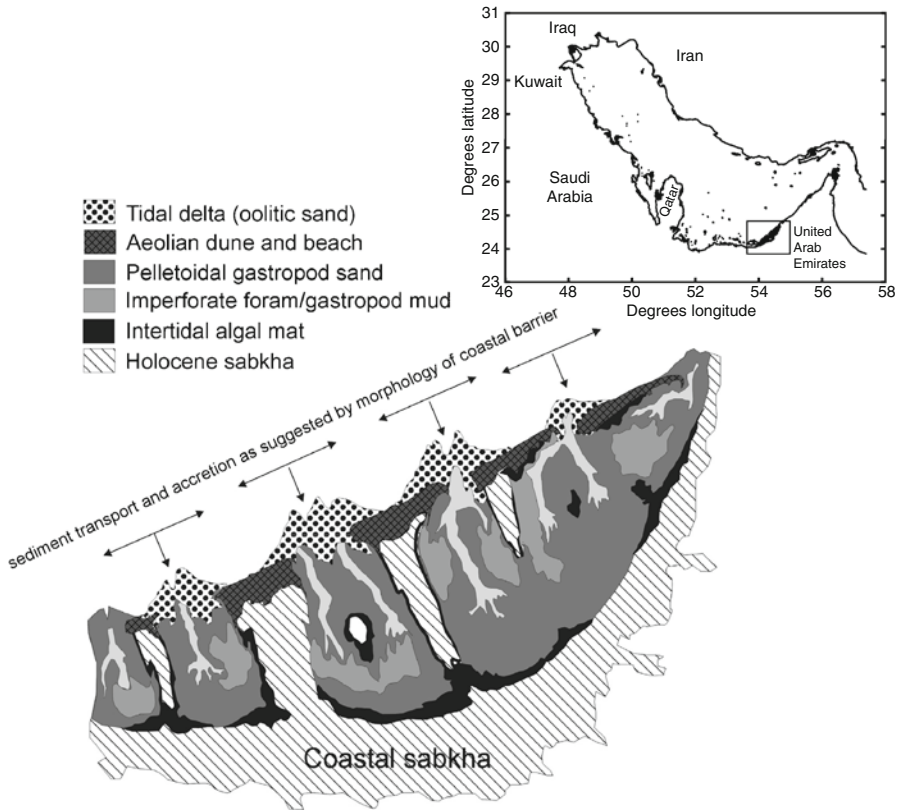 31
30
29
28
27
26
25
24
23
46
48
50
52
54
56
58
Degrees latitude
Degrees longitude
Iraq
Iran
Kuwait
Saudi
Arabia
Qatar
United
Arab
Emirates
Tidal delta (oolitic sand)
Aeolian dune and beach
Pelletoidal gastropod sand
Imperforate foram/gastropod mud
Intertidal algal mat
Holocene sabkha
sediment transport and accretion as suggested by morphology of coastal barrier
Coastal sabkha